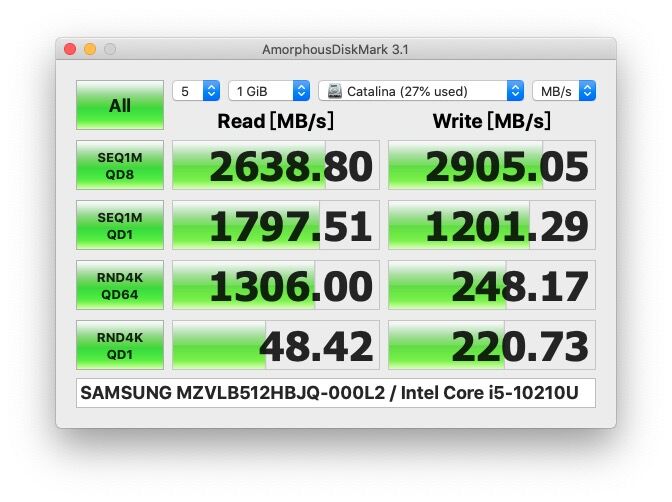 AmorphousDiskMark 3.1
All
5
1 GiB
Catalina (27% used)
MB/s
Read [MB/s]
Write [MB/s]
SEQ1M
QD8
2638.80
2905.05
SEQ1M
QD1
1797.51
1201.29
RND4K
QD64
1306.00
248.17
RND4K
QD1
48.42
220.73
SAMSUNG MZVLB512HBJQ-000L2 / Intel Core i5-10210U